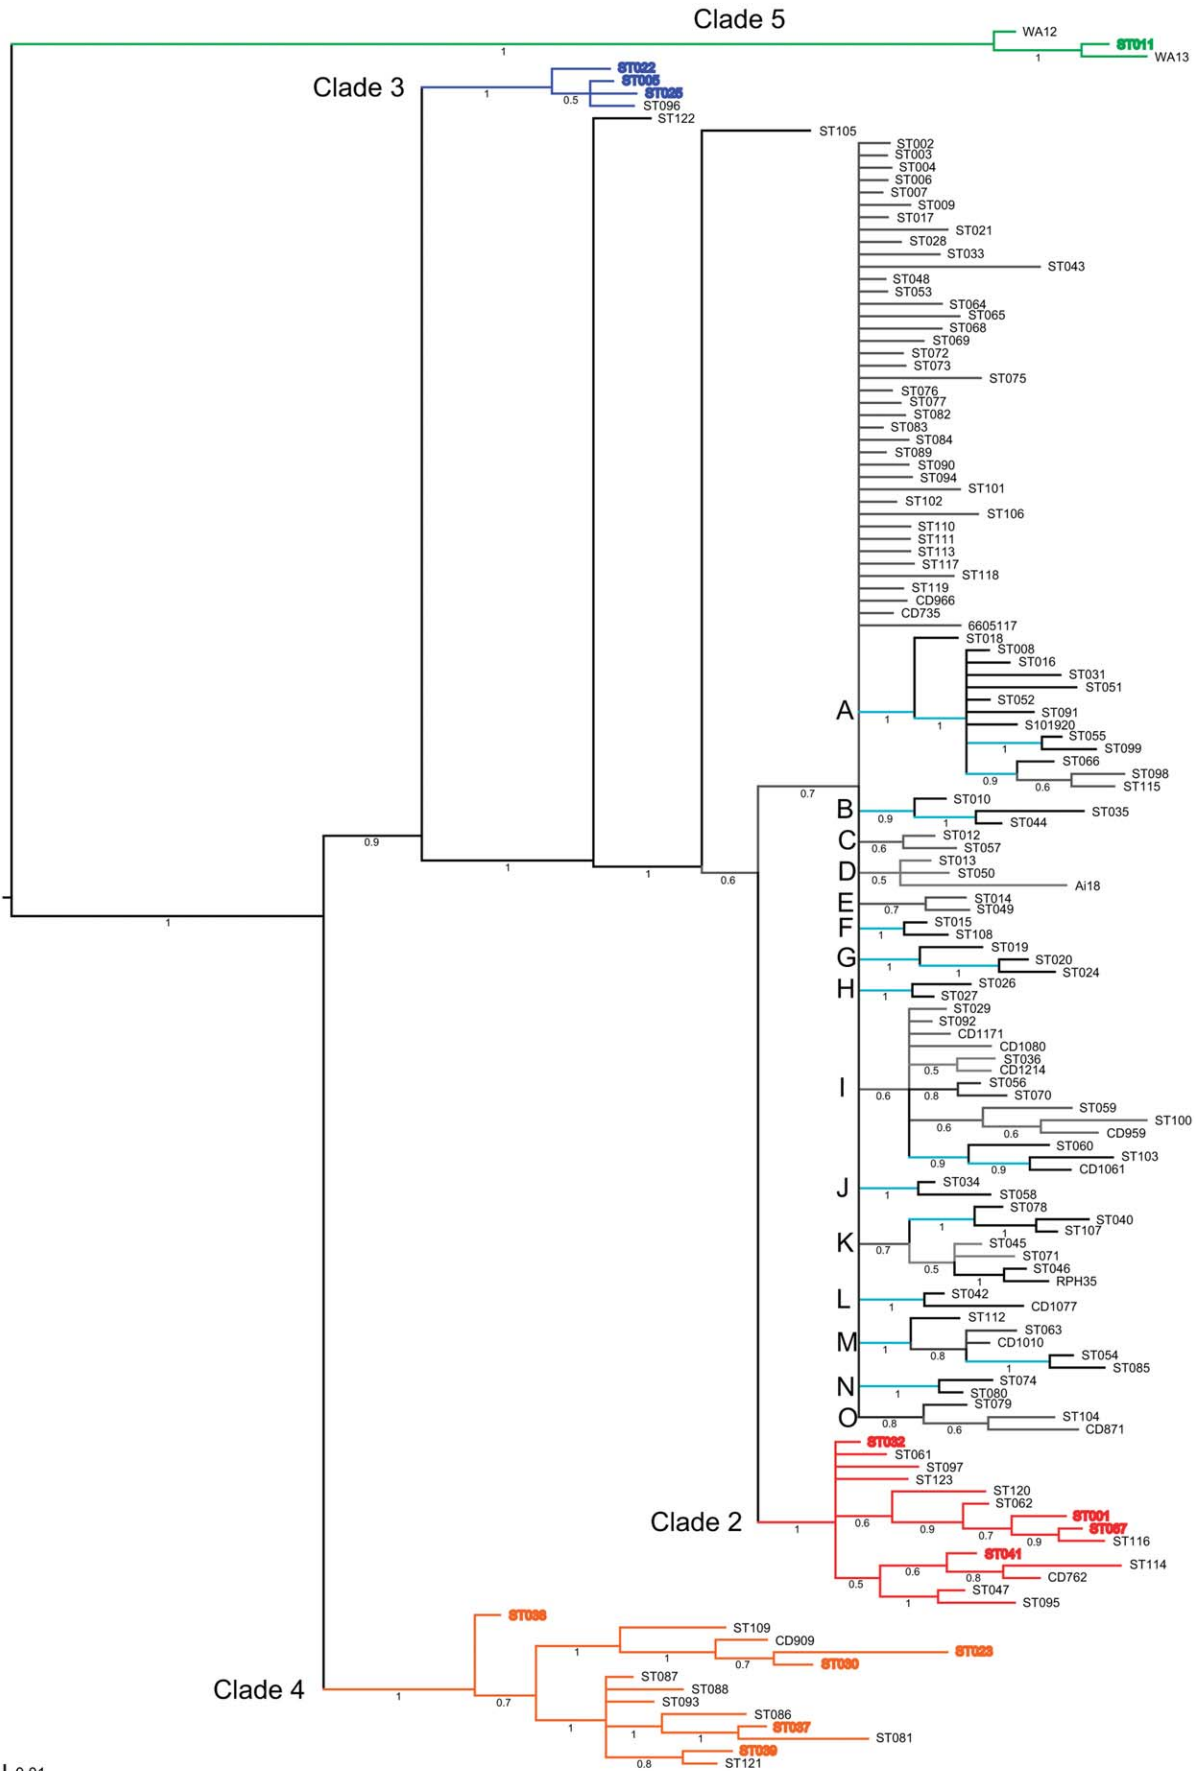 Clade 5
WA12
ST011
1
1
WA13
ST022
Clade 3
ST005
1
ST025
0.5
ST096
ST122
ST105
ST002
ST003
ST004
ST006
ST007
ST009
ST017
ST021
ST028
ST033
ST043
ST048
ST053
ST064
ST065
ST068
ST069
ST072
ST073
ST075
ST076
ST077
ST082
ST083
ST084
ST089
ST090
ST094
ST101
ST102
ST106
ST110
ST111
ST113
ST117
ST118
ST119
CD966
CD735
6605117
ST018
ST008
ST016
ST031
ST051
ST052
A
ST091
1
1
S101920
ST055
1
ST099
ST066
0.9
ST098
0.6
ST115
0.7
ST010
B
0.9
ST035
1
ST044
ST012
C
0.6
ST057
0.9
ST013
D
0.5
ST050
1
1
0.6
Ai18
ST014
E
0.7
ST049
1
ST015
F
1
ST108
ST019
G
1
ST020
1
ST024
ST026
H
1
ST027
ST029
ST092
CD1171
CD1080
ST036
0.5
CD1214
ST056
I
0.6
0.8
ST070
ST059
0.6
ST100
0.6
CD959
ST060
0.9
ST103
0.9
CD1061
ST034
J
1
ST058
ST078
1
ST040
1
ST107
K
0.7
ST045
ST071
0.5
ST046
1
RPH35
ST042
L
1
CD1077
ST112
ST063
M
1
CD1010
0.8
ST054
1
ST085
ST074
N
1
ST080
ST079
O
0.8
ST104
0.6
CD871
ST032
ST061
ST097
ST123
ST120
ST062
Clade 2
1
0.6
0.9
ST001
0.7
ST067
0.9
ST116
ST041
0.6
ST114
0.8
CD762
0.5
ST047
1
ST095
ST038
ST109
CD909
1
1
ST023
0.7
ST030
ST087
Clade 4
1
0.7
ST088
ST093
ST086
1
1
ST037
1
ST081
ST039
0.8
ST121